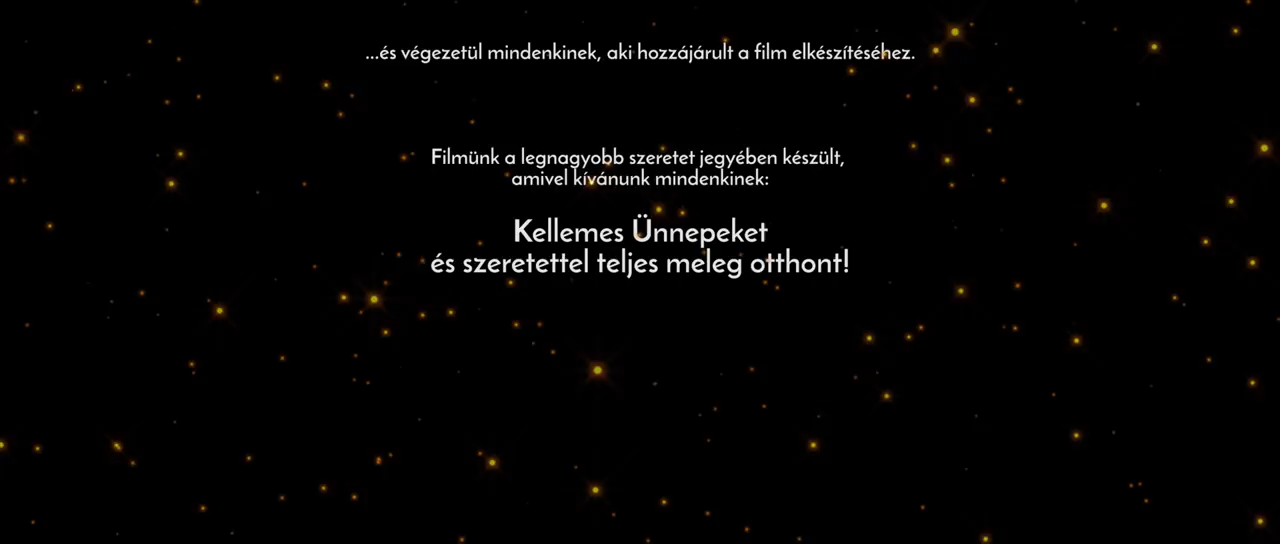 ...és végezetül mindenkinek, aki hozzájárult a film elkészítéséhez.
Filmünk a legnagyobb szeretet jegyében készült,
amivel kívánunk mindenkinek:
Kellemes Ünnepeket
és szeretettel teljes meleg otthont!